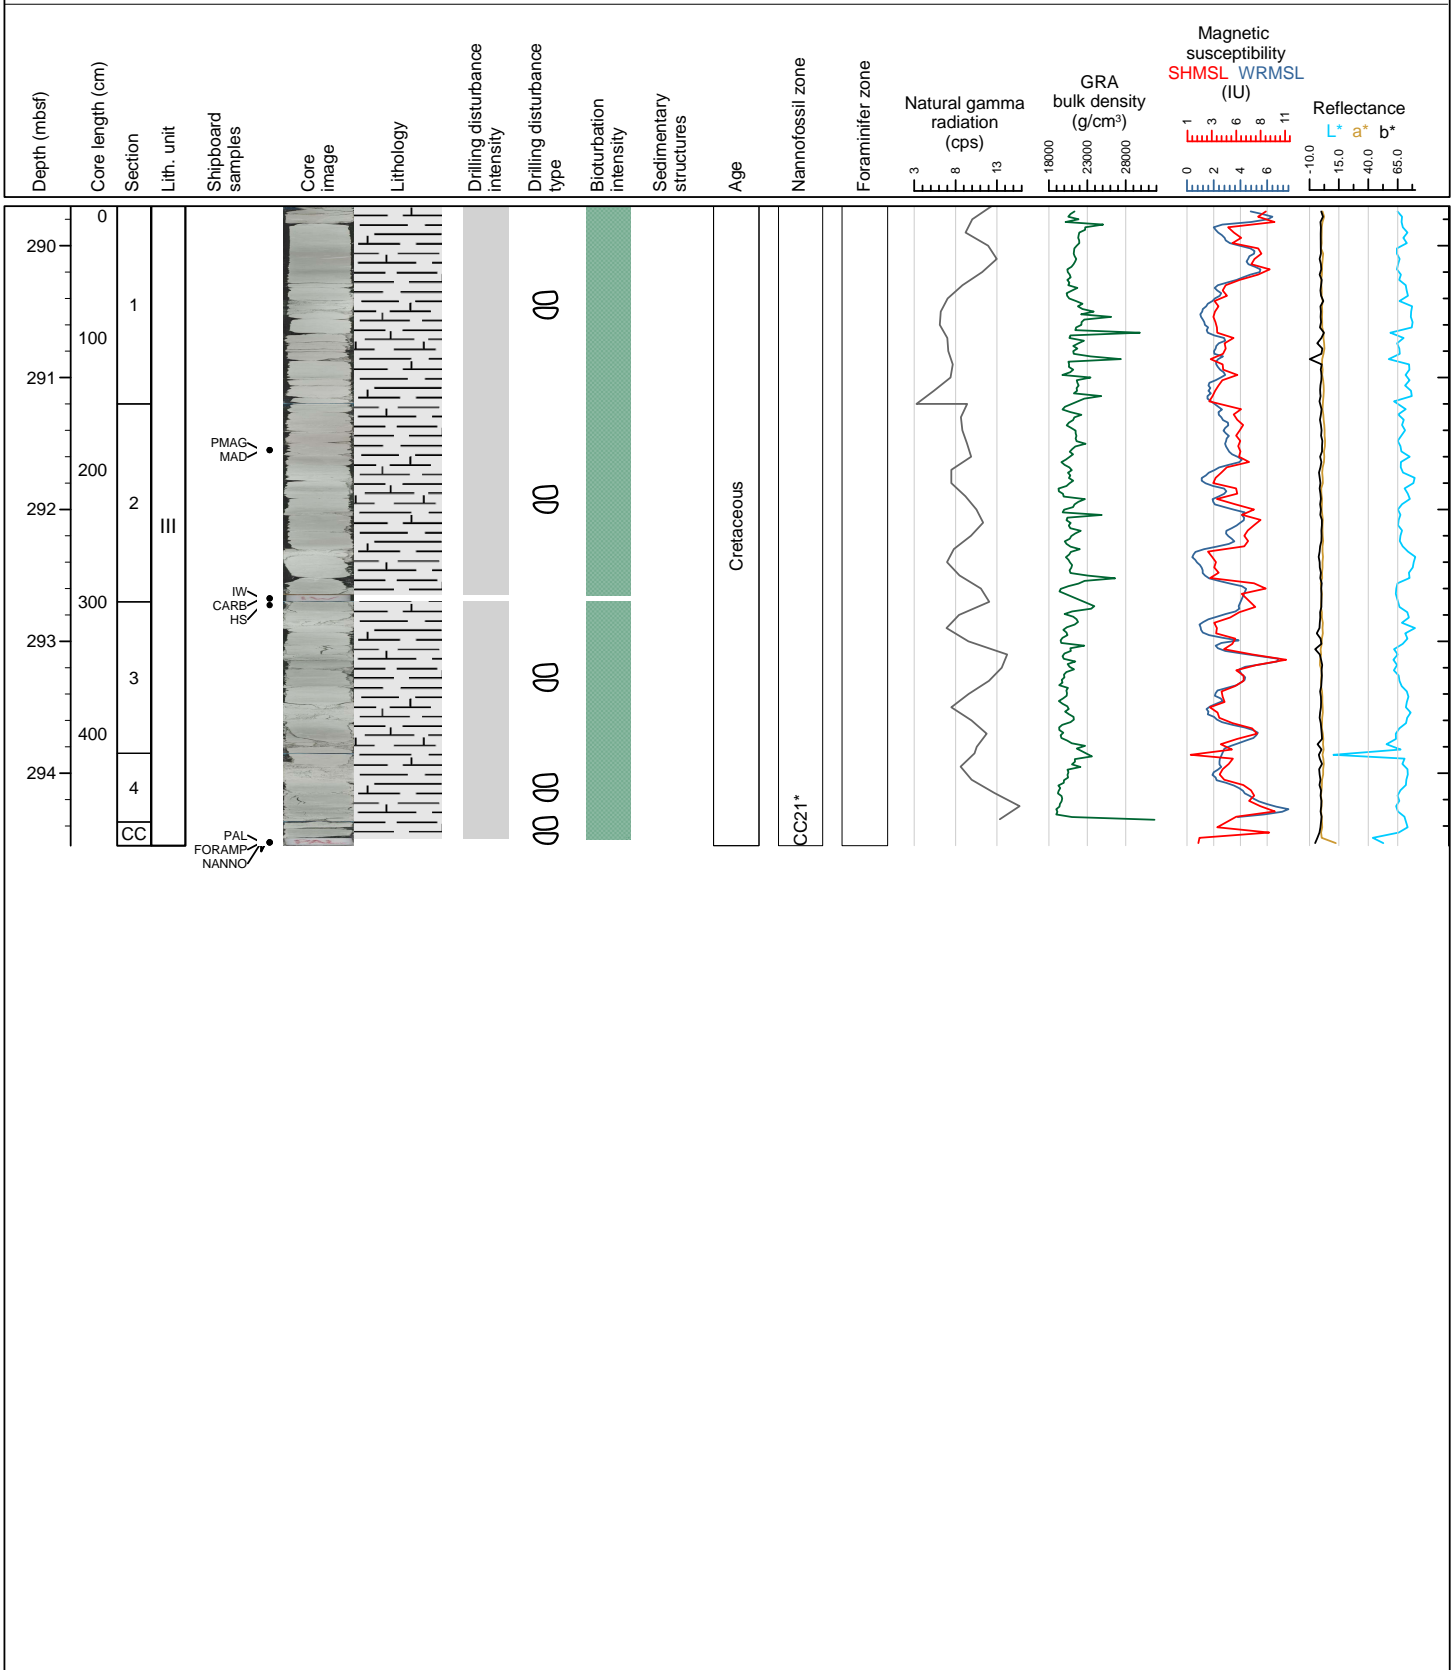 Depth (mbsf)
Core length (cm)
Section
Lith. unit
Shipboard
samples
Core
image
Lithology
Drilling disturbance
intensity
Drilling disturbance
type
Bioturbation
intensity
Sedimentary
structures
Age
Nannofossil zone
Foraminifer zone
Natural gamma
radiation
(cps)
3 8 13
GRA
bulk density
(g/cm³)
18000 23000 28000
Magnetic
susceptibility
SHMSL WRMSL
(IU)
1 3 6 8 11
0 2 4 6
Reflectance
L* a* b*
-10.0 15.0 40.0 65.0
0
290
1
100
291
PMAG
MAD
200
2
292
III
Cretaceous
IW
300
CARB
HS
293
3
400
294
4
CC21*
CC
PAL
FORAMP
NANNO